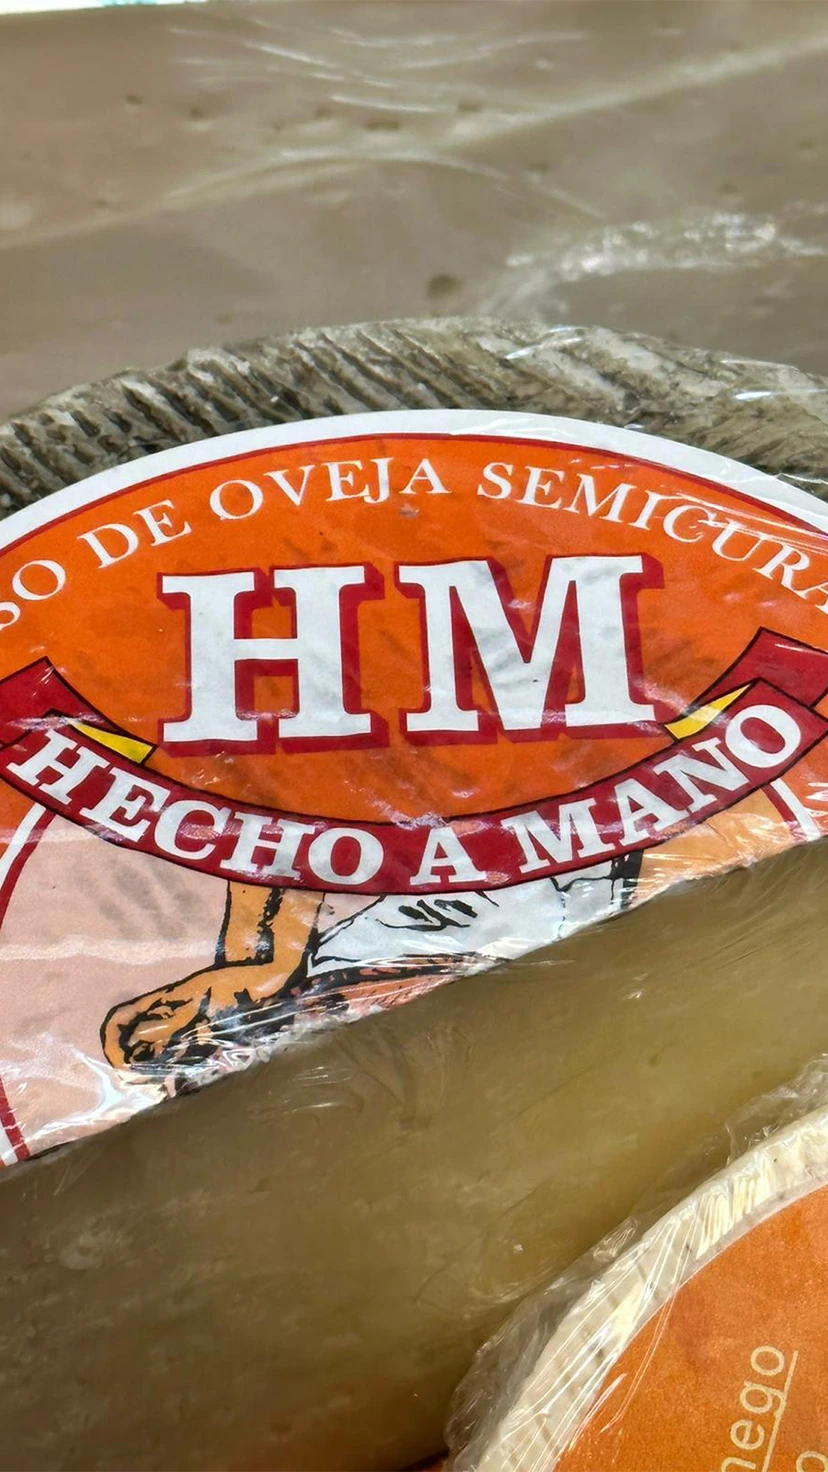 SO DE OVEJA SEMICURA
HM
HECHO A MANO
nego